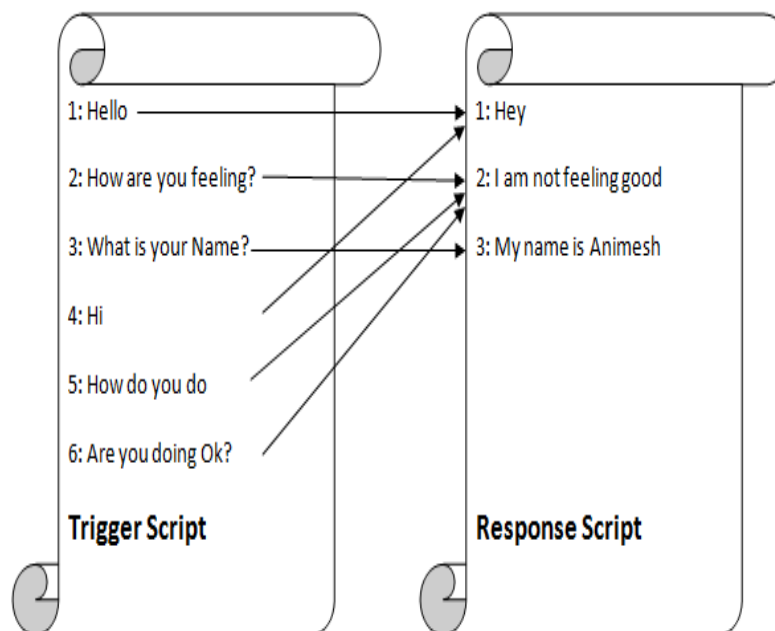 1: Hello
2: How are you feeling?
3: What is your Name?
4: Hi
5: How do you do
6: Are you doing Ok?
Trigger Script
1: Hey
2: I am not feeling good
3: My name is Animesh
Response Script